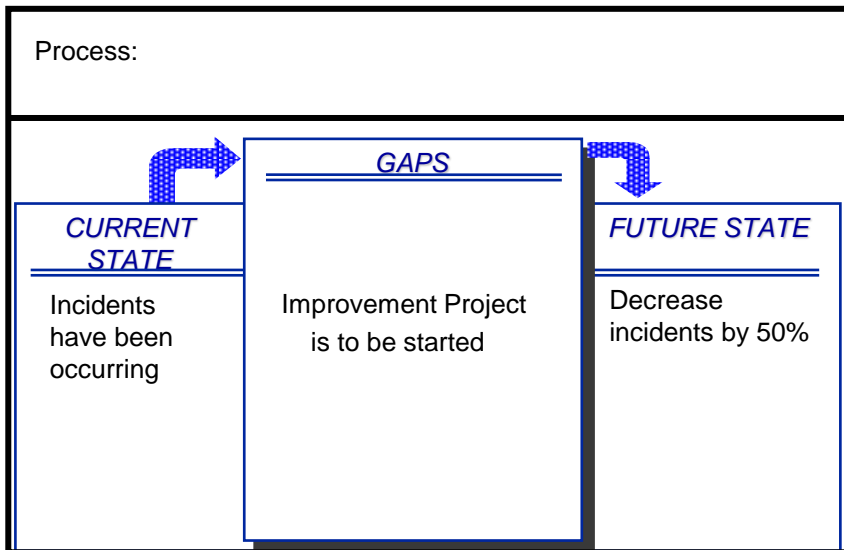 Process:
GAPS
CURRENT
STATE
Incidents
have been
occurring
Improvement Project
is to be started
FUTURE STATE
Decrease
incidents by 50%